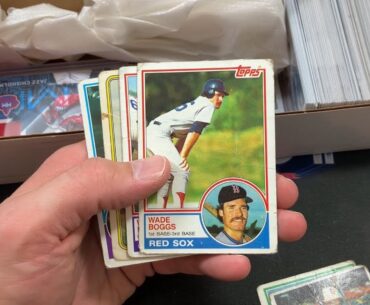 Topps
WADE
BOGGS
1st BASE-3rd BASE
RED SOX